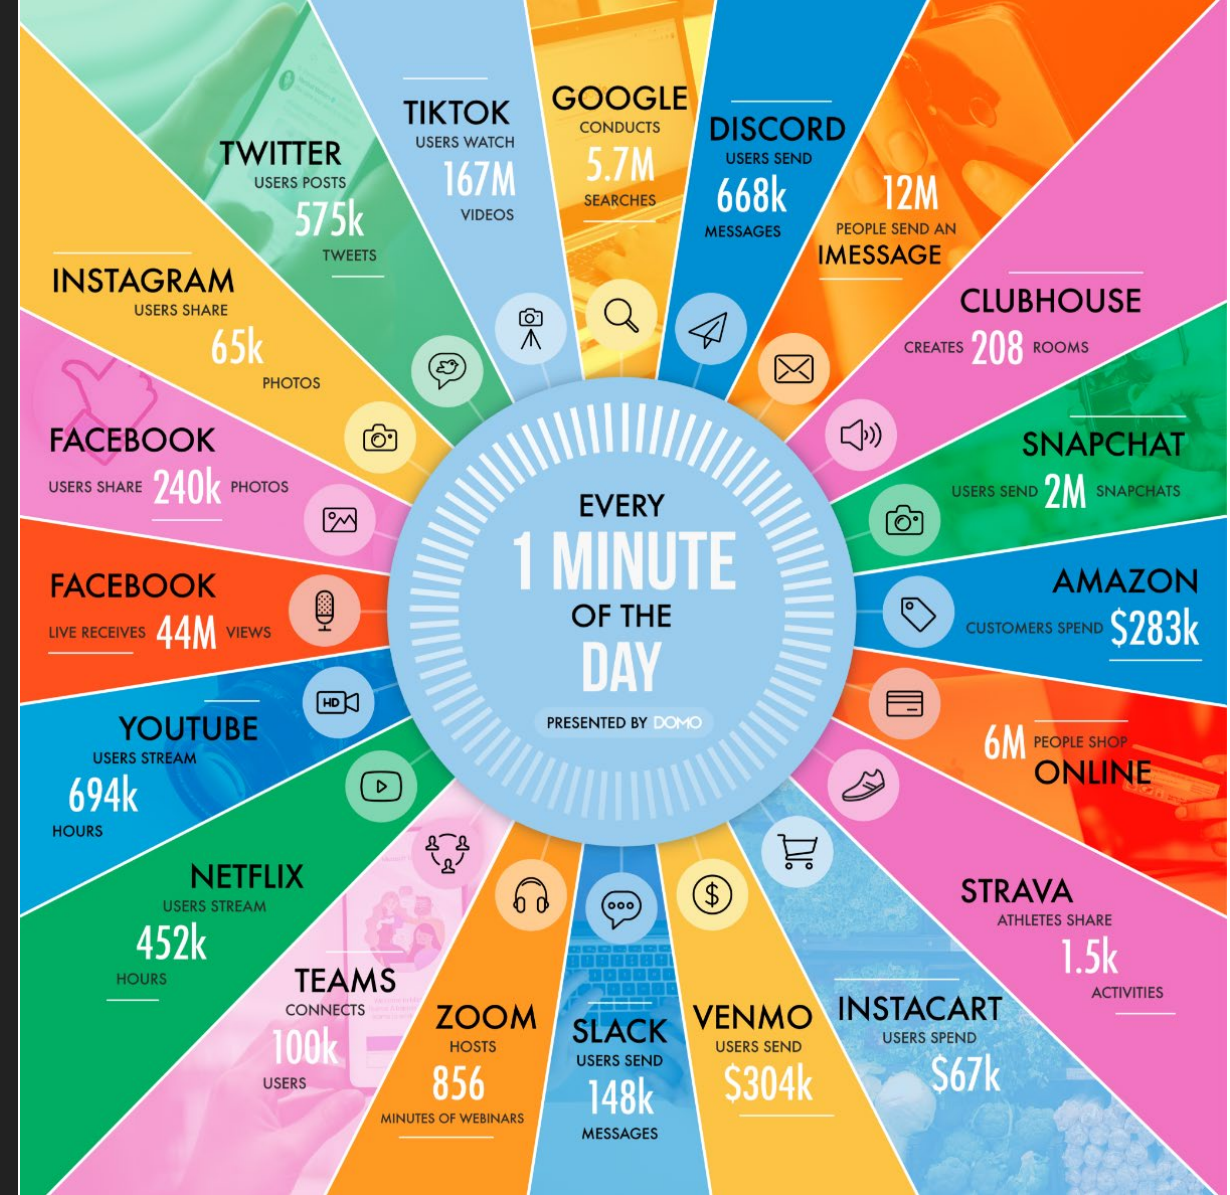 EVERY
1 MINUTE
OF THE
DAY
PRESENTED BY DOMO
GOOGLE
CONDUCTS
5.7M
SEARCHES
DISCORD
USERS SEND
668k
MESSAGES
12M
PEOPLE SEND AN
IMESSAGE
CLUBHOUSE
CREATES 208 ROOMS
SNAPCHAT
USERS SEND 2M SNAPCHATS
AMAZON
CUSTOMERS SPEND $283k
6M PEOPLE SHOP
ONLINE
STRAVA
ATHLETES SHARE
1.5k
ACTIVITIES
INSTACART
USERS SPEND
$67k
VENMO
USERS SEND
$304k
SLACK
USERS SEND
148k
MESSAGES
ZOOM
HOSTS
856
MINUTES OF WEBINARS
TEAMS
CONNECTS
100k
USERS
NETFLIX
USERS STREAM
452k
HOURS
YOUTUBE
USERS STREAM
694k
HOURS
HD
FACEBOOK
LIVE RECEIVES 44M VIEWS
FACEBOOK
USERS SHARE 240k PHOTOS
INSTAGRAM
USERS SHARE
65k
PHOTOS
TWITTER
USERS POSTS
575k
TWEETS
TIKTOK
USERS WATCH
167M
VIDEOS